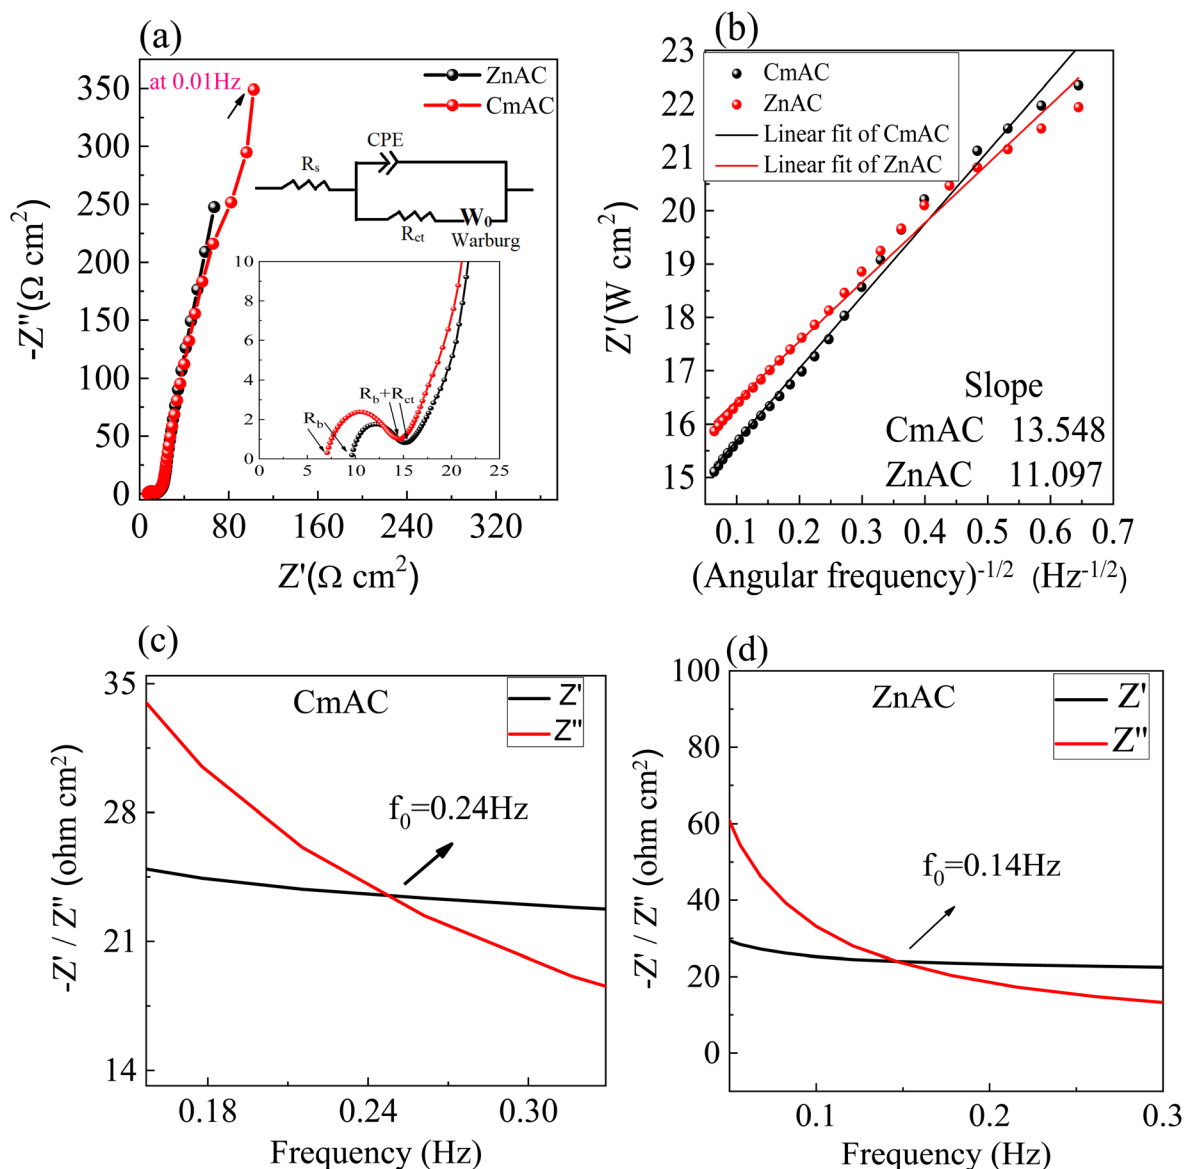 (a)
at 0.01Hz
ZnAC
CmAC
350
300
250
200
150
100
50
0
-Z"(Ω cm²)
0 80 160 240 320
Z'(Ω cm²)
CPE
Rₛ
R_ct
W₀
Warburg
10
8
6
4
2
0
R_b
R_b+R_ct
0 5 10 15 20 25
(b)
CmAC
ZnAC
Linear fit of CmAC
Linear fit of ZnAC
23
22
21
20
19
18
17
16
15
Z'(W cm²)
Slope
CmAC 13.548
ZnAC 11.097
0.1 0.2 0.3 0.4 0.5 0.6 0.7
(Angular frequency)⁻¹/² (Hz⁻¹/²)
(c)
CmAC
Z'
Z"
35
28
21
14
-Z' / Z" (ohm cm²)
f₀=0.24Hz
0.18 0.24 0.30
Frequency (Hz)
(d)
ZnAC
Z'
Z"
100
80
60
40
20
0
-Z' / Z" (ohm cm²)
f₀=0.14Hz
0.1 0.2 0.3
Frequency (Hz)